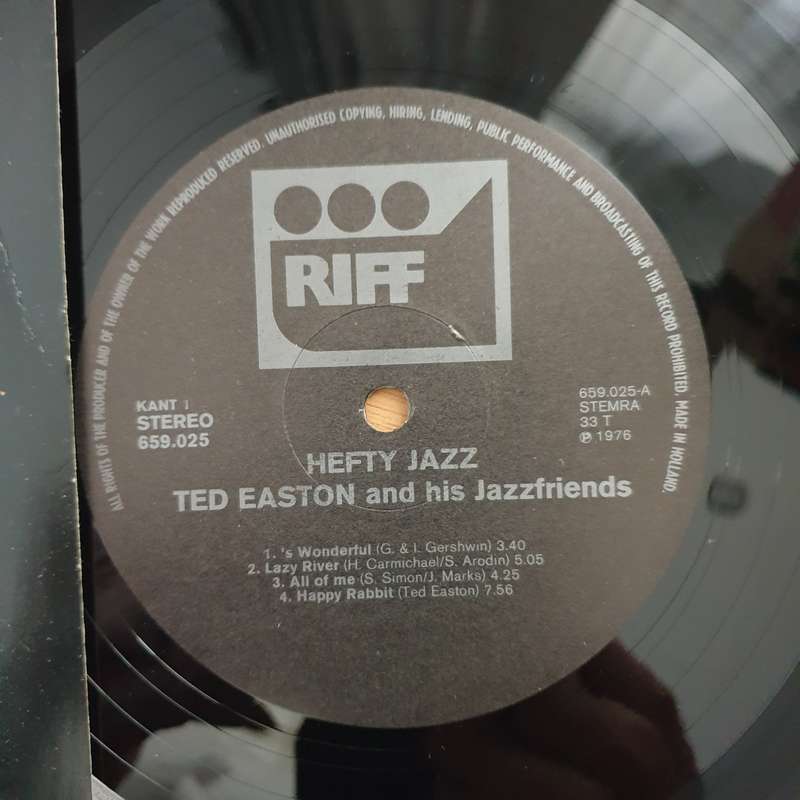 ALL RIGHTS OF THE PRODUCER AND OF THE OWNER OF THE WORK REPRODUCED RESERVED. UNAUTHORISED COPYING, HIRING, LENDING, PUBLIC PERFORMANCE AND BROADCASTING OF THIS RECORD PROHIBITED. MADE IN HOLLAND.
RIFF
KANT 1
STEREO
659.025
659.025-A
STEMRA
33 T
℗ 1976
HEFTY JAZZ
TED EASTON and his Jazzfriends
1. 's Wonderful (G. & I. Gershwin) 3.40
2. Lazy River (H. Carmichael/S. Arodin) 5.05
3. All of me (S. Simon/J. Marks) 4.25
4. Happy Rabbit (Ted Easton) 7.56